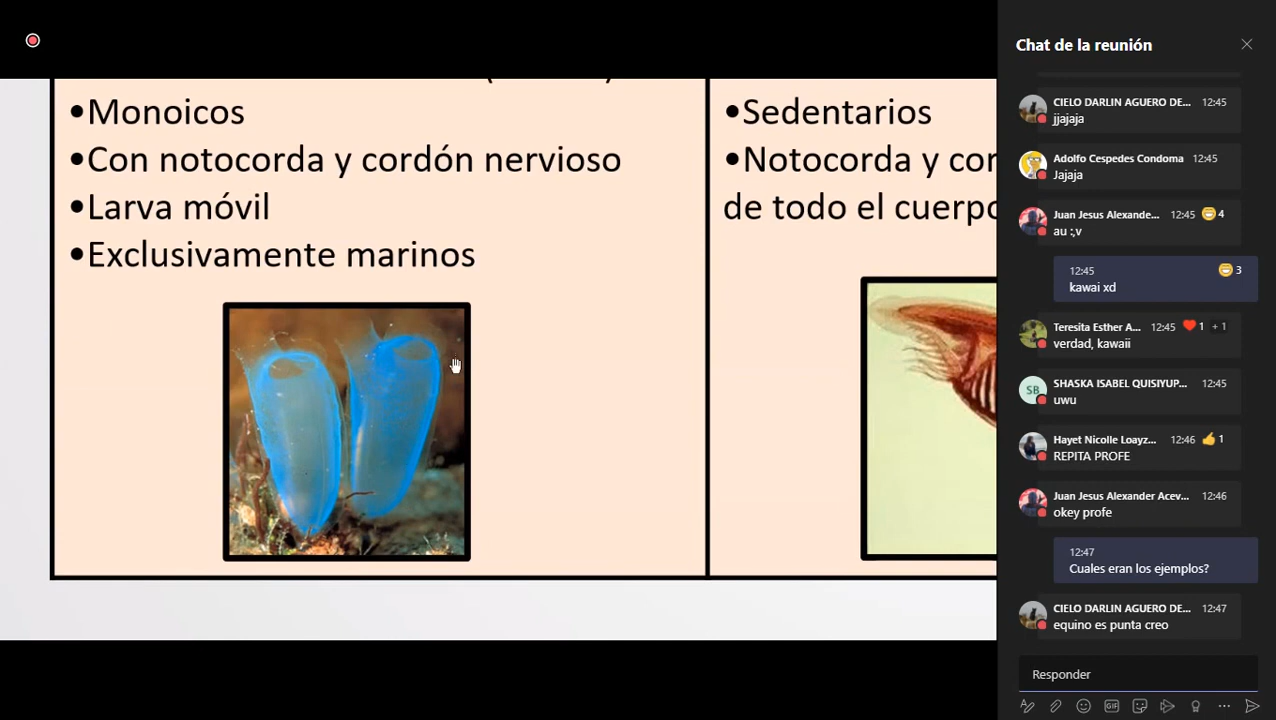 •Monoicos
•Con notocorda y cordón nervioso
•Larva móvil
•Exclusivamente marinos
•Sedentarios
•Notocorda y cor
de todo el cuerpo
Chat de la reunión
CIELO DARLIN AGUERO DE... 12:45
jjajaja
Adolfo Cespedes Condoma 12:45
Jajaja
Juan Jesus Alexande... 12:45 4
au :,v
12:45 3
kawai xd
Teresita Esther A... 12:45 1 +1
verdad, kawaii
SB SHASKA ISABEL QUISIYUP... 12:45
uwu
Hayet Nicolle Loayz... 12:46 1
REPITA PROFE
Juan Jesus Alexander Acev... 12:46
okey profe
12:47
Cuales eran los ejemplos?
CIELO DARLIN AGUERO DE... 12:47
equino es punta creo
Responder
GIF